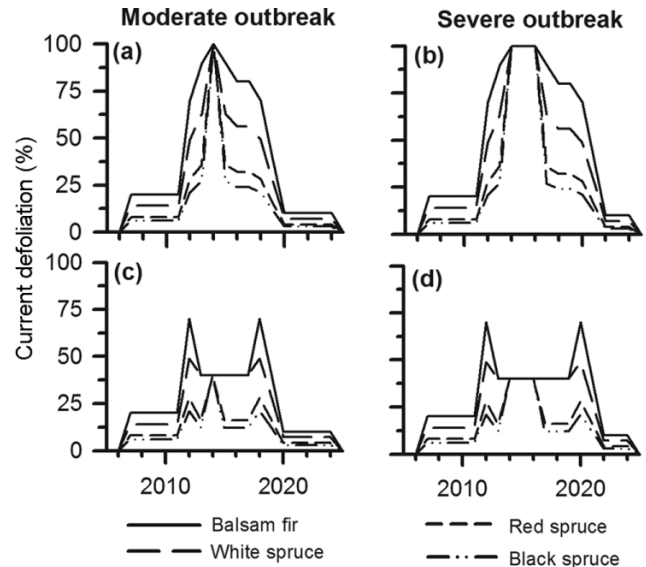 Moderate outbreak Severe outbreak
(a) (b)
100
75
50
25
0
(c) (d)
100
75
50
25
0
Current defoliation (%)
2010 2020 2010 2020
Balsam fir Red spruce
White spruce Black spruce